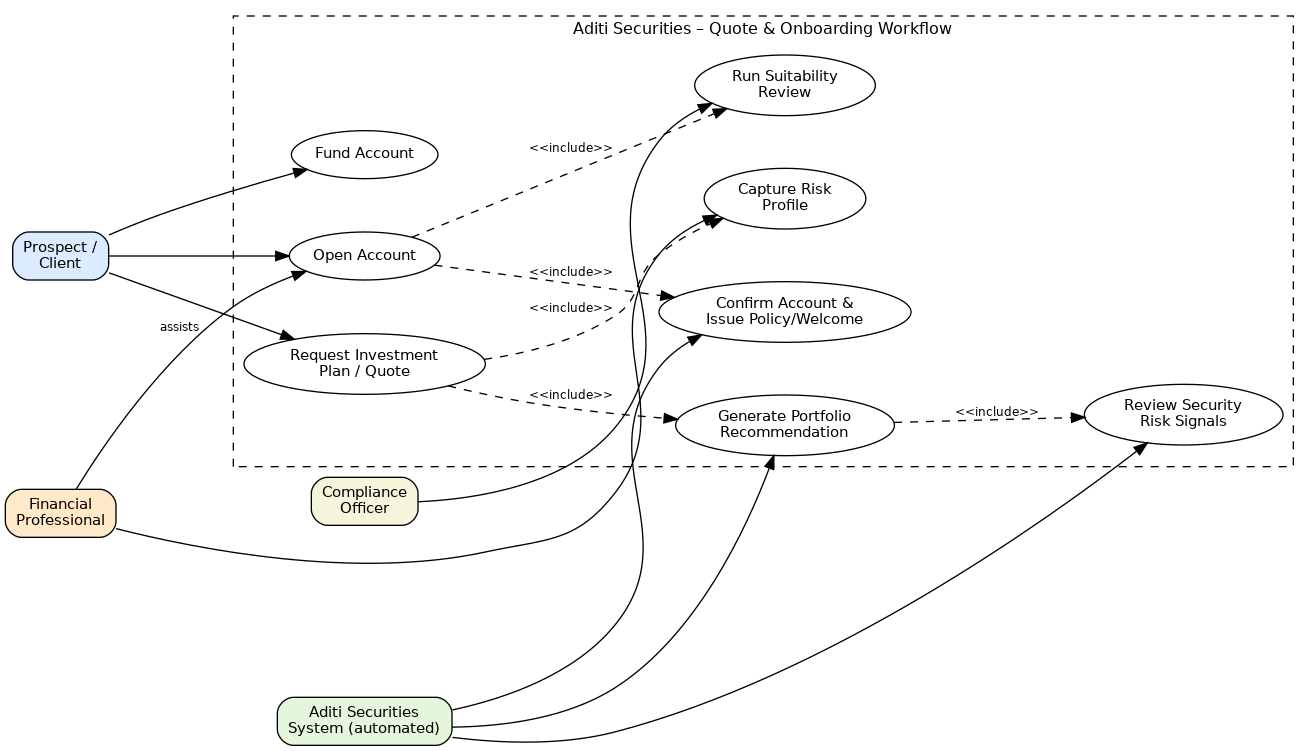 Aditi Securities – Quote & Onboarding Workflow
Run Suitability
Review
<<include>>
Fund Account
Capture Risk
Profile
Prospect /
Client
Open Account
<<include>>
Confirm Account &
Issue Policy/Welcome
<<include>>
assists
Request Investment
Plan / Quote
<<include>>
Generate Portfolio
Recommendation
<<include>>
Review Security
Risk Signals
Financial
Professional
Compliance
Officer
Aditi Securities
System (automated)